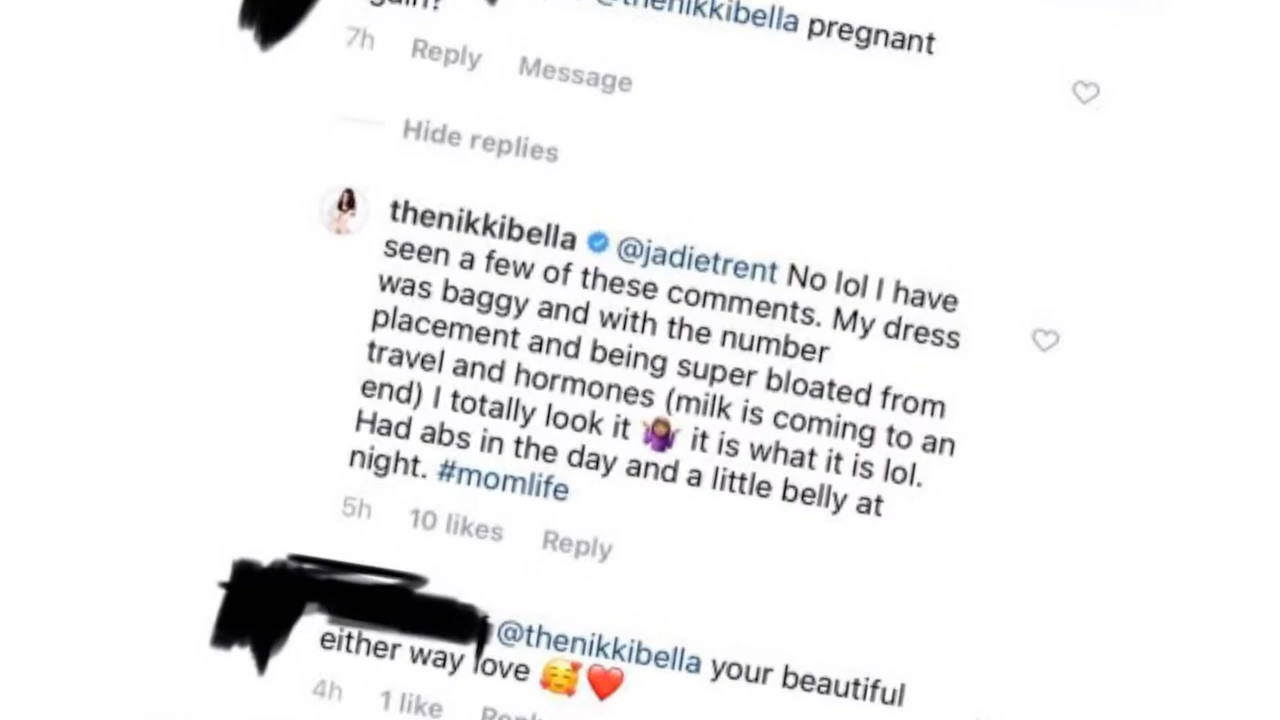 @thenikkibella pregnant
gain?
7h Reply Message
Hide replies
thenikkibella @jadietrent No lol I have
seen a few of these comments. My dress
was baggy and with the number
placement and being super bloated from
travel and hormones (milk is coming to an
end) I totally look it 🤷🏽‍♀️ it is what it is lol.
Had abs in the day and a little belly at
night. #momlife
5h 10 likes Reply
@thenikkibella your beautiful
either way love 🥰❤️
4h 1 like Reply